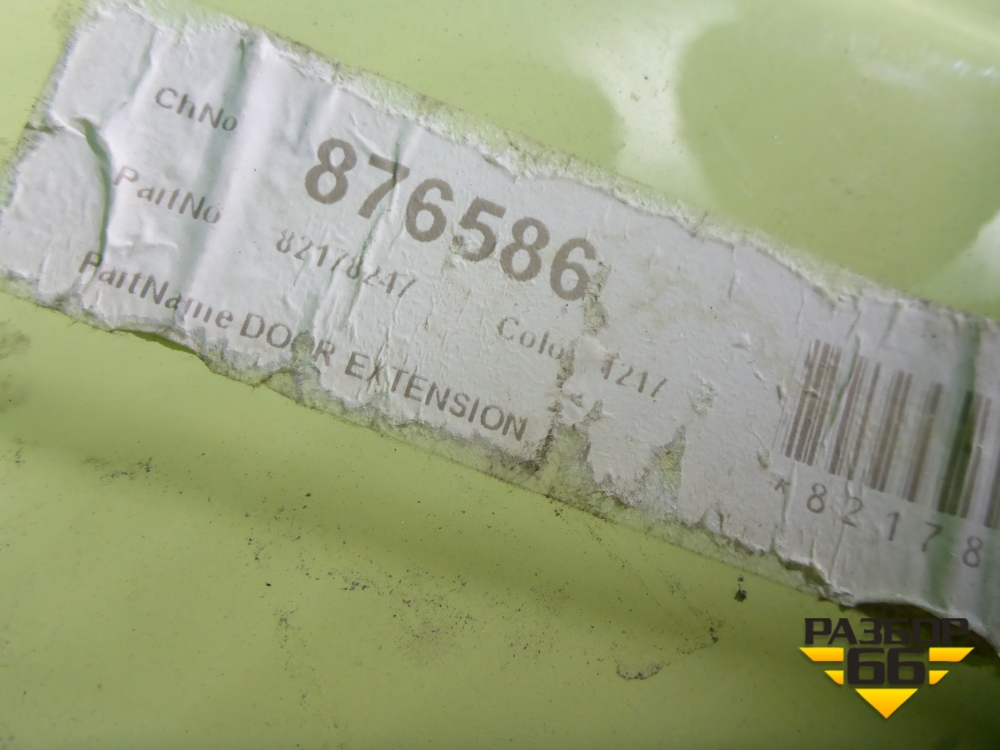 ChNo 876586
PartNo 82178247
Color 1217
PartName DOOR EXTENSION
*82178
РАЗБОР
66